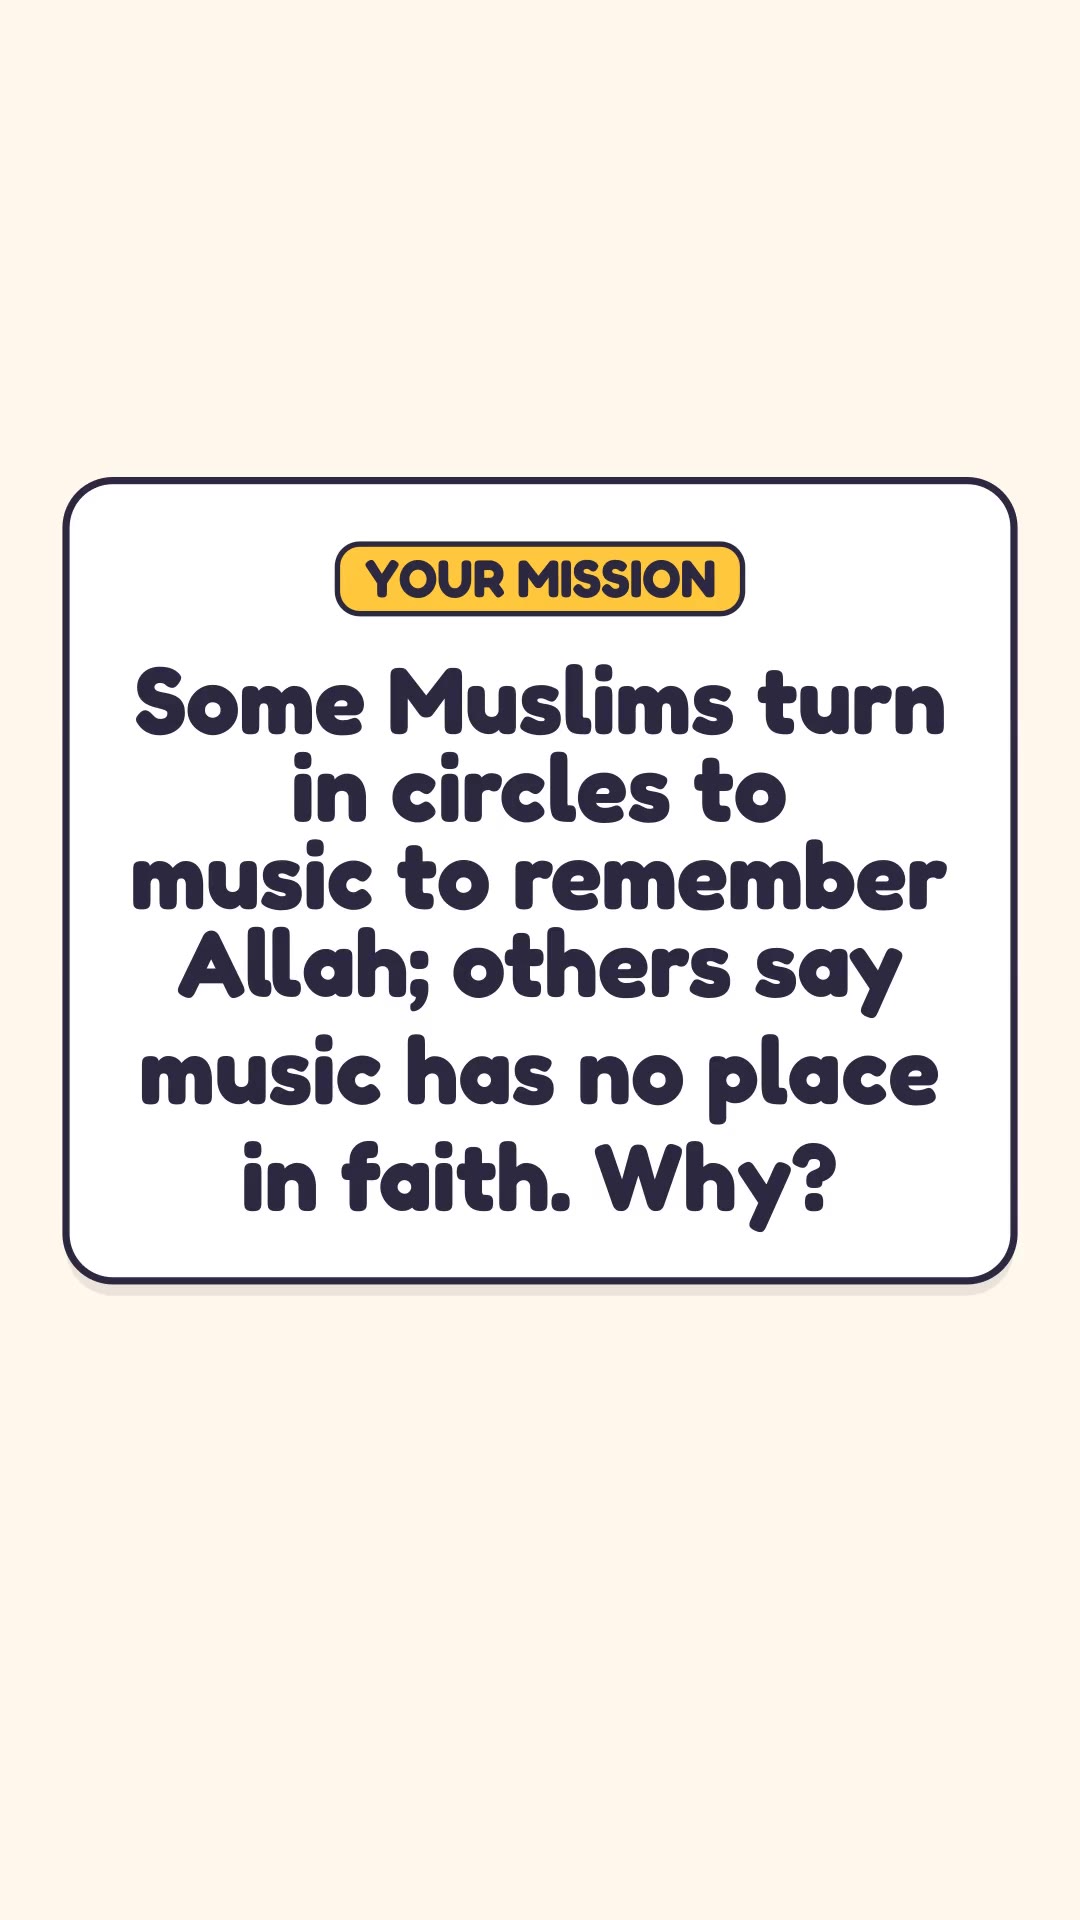 YOUR MISSION
Some Muslims turn
in circles to
music to remember
Allah; others say
music has no place
in faith. Why?